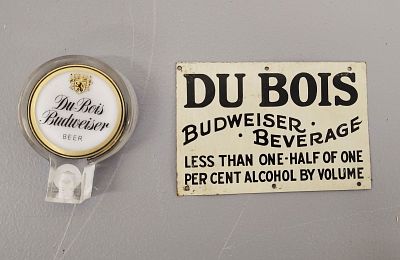 Du Bois
Budweiser
BEER
DU BOIS
BUDWEISER ·
· BEVERAGE
LESS THAN ONE-HALF OF ONE
PER CENT ALCOHOL BY VOLUME